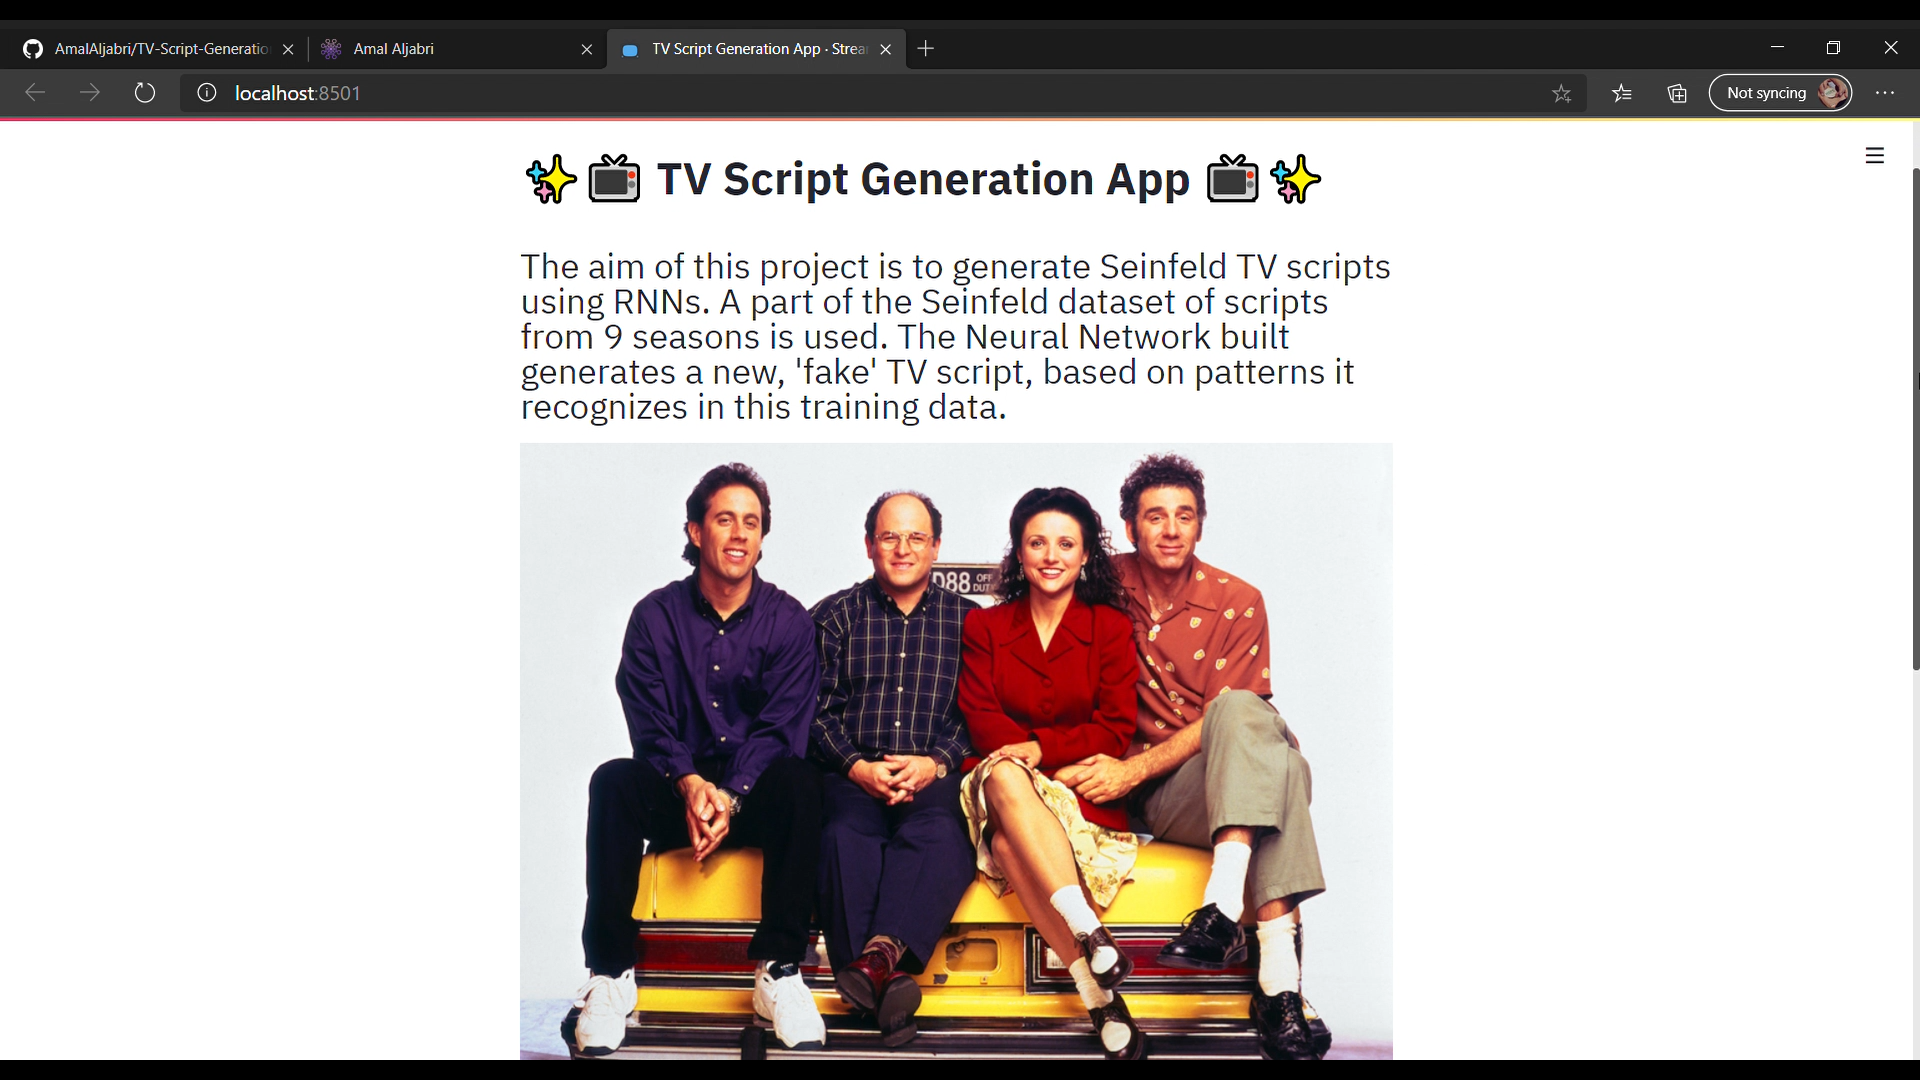 AmalAljabri/TV-Script-Generatio
Amal Aljabri
TV Script Generation App · Strea
localhost:8501
Not syncing
TV Script Generation App
The aim of this project is to generate Seinfeld TV scripts
using RNNs. A part of the Seinfeld dataset of scripts
from 9 seasons is used. The Neural Network built
generates a new, 'fake' TV script, based on patterns it
recognizes in this training data.
D88 OFF
DUTY